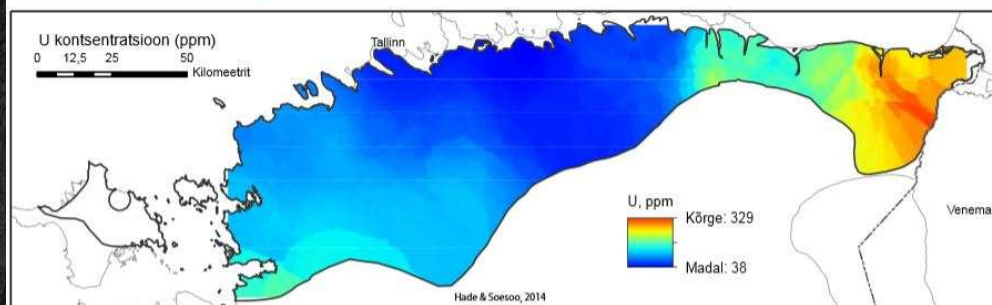 U kontsentratsioon (ppm)
0 12,5 25 50
Kilomeetrit
Tallinn
U, ppm
Kõrge: 329
Madal: 38
Venema
Hade & Soesoo, 2014